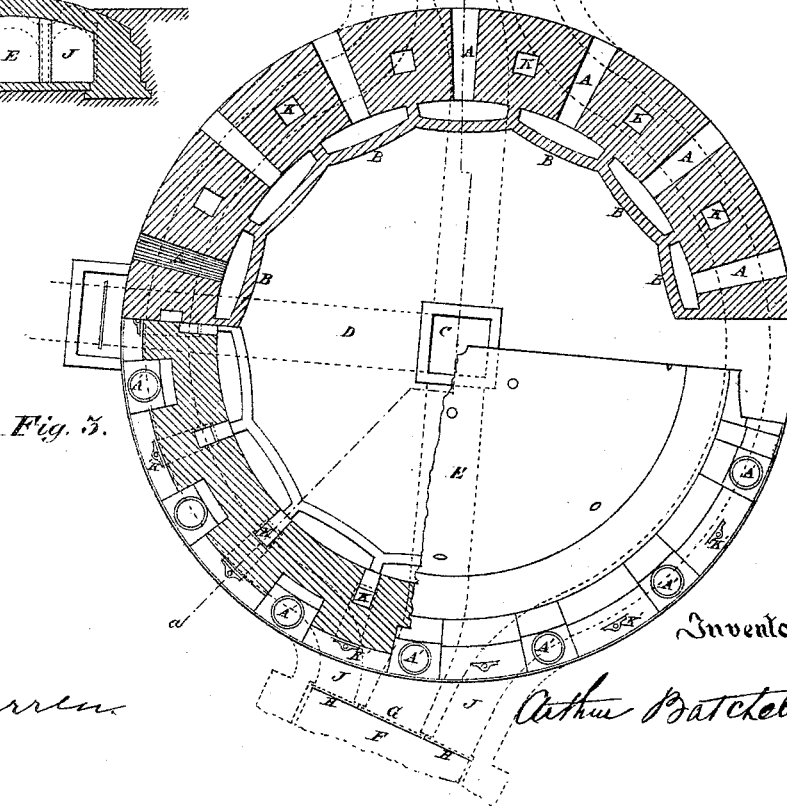 E J
A K A
K K
A
K
B B A
B
B B A
D C
A'
Fig. 3.
K E A'
K
K A'
A' K K
a K A' K A'
Invento
J
H G J
F H
Arthur Batchel
rren.